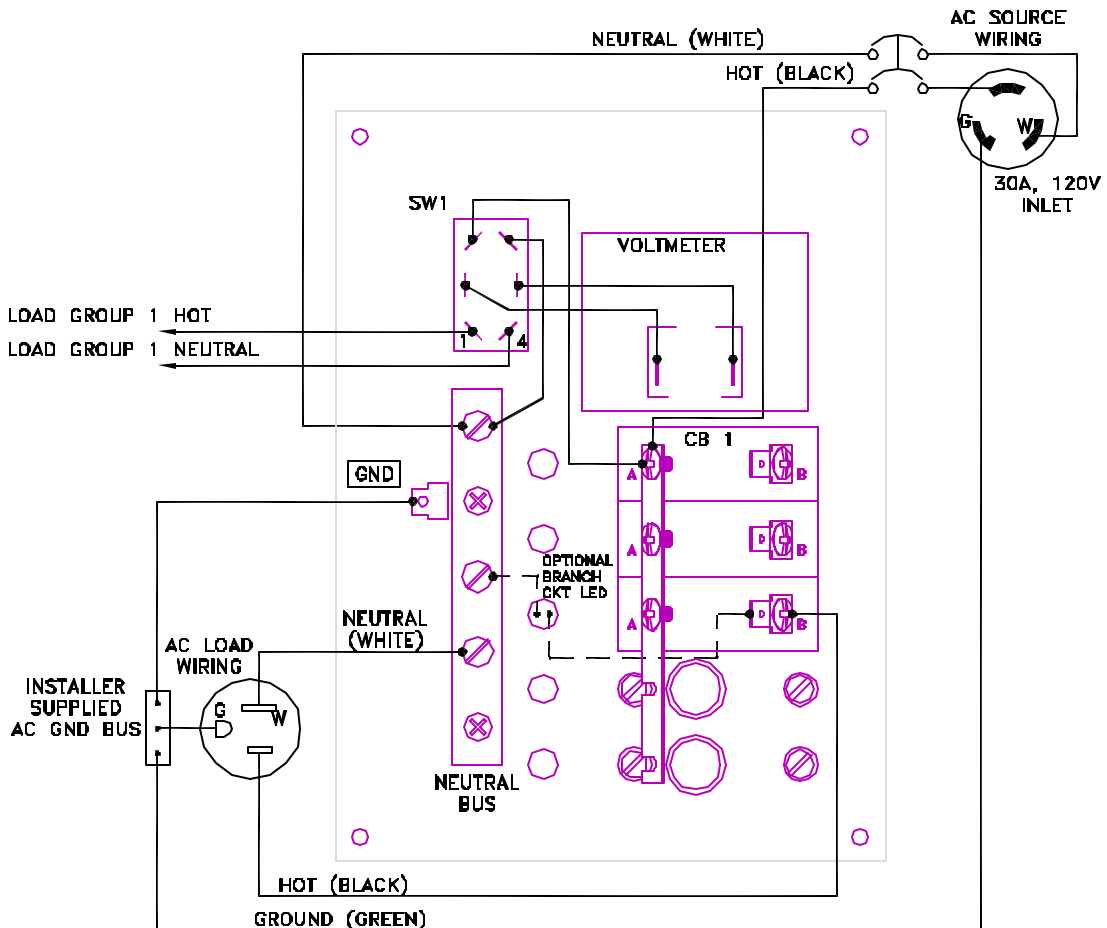 AC SOURCE
WIRING
NEUTRAL (WHITE)
HOT (BLACK)
G
W
30A, 120V
INLET
SW1
VOLTMETER
LOAD GROUP 1 HOT
1
4
LOAD GROUP 1 NEUTRAL
CB 1
GND
A
B
A
B
OPTIONAL
BRANCH
CKT LED
A
B
NEUTRAL
(WHITE)
AC LOAD
WIRING
INSTALLER
SUPPLIED
AC GND BUS
G
W
NEUTRAL
BUS
HOT (BLACK)
GROUND (GREEN)